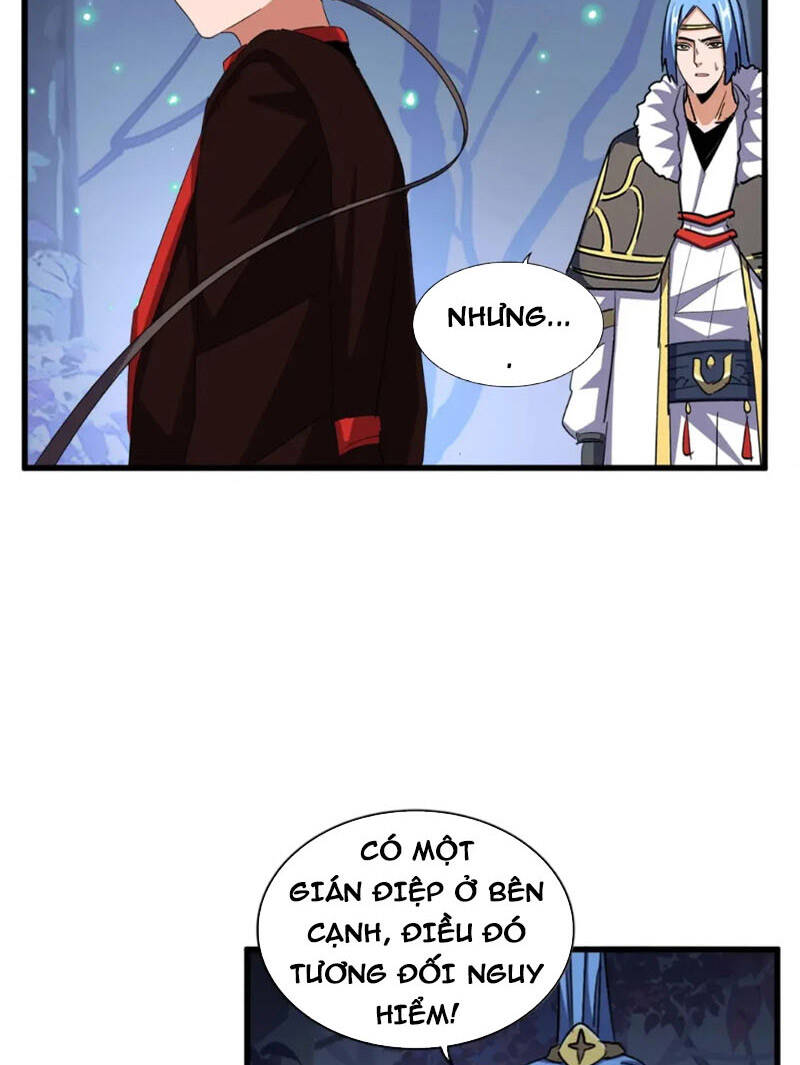 NHƯNG...
.
CÓ MỘT
GIÁN ĐIỆP Ở BÊN
CẠNH, ĐIỀU ĐÓ
TƯƠNG ĐỐI NGUY
HIỂM!